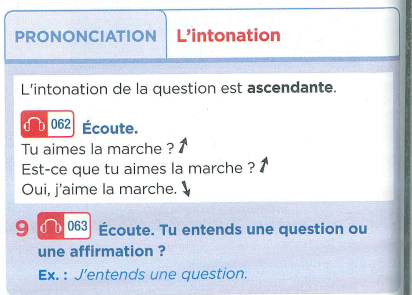 PRONONCIATION L'intonation
L'intonation de la question est ascendante.
062 Écoute.
Tu aimes la marche ?
Est-ce que tu aimes la marche ?
Oui, j'aime la marche.
9 063 Écoute. Tu entends une question ou
une affirmation ?
Ex. : J'entends une question.